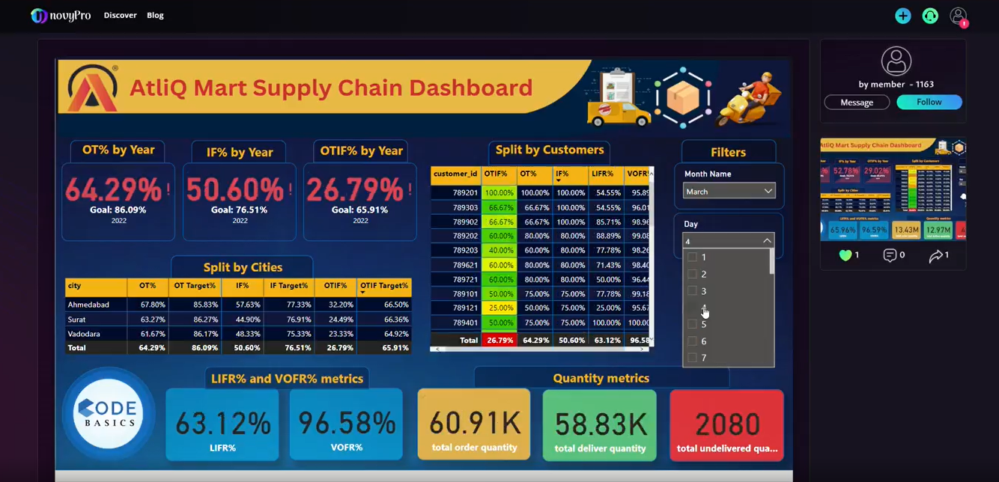 novyPro Discover Blog
AtliQ Mart Supply Chain Dashboard
by member - 1163
Message Follow
OT% by Year
64.29%!
Goal: 86.09%
2022
IF% by Year
50.60%!
Goal: 76.51%
2022
OTIF% by Year
26.79%!
Goal: 65.91%
2022
Split by Cities
city OT% OT Target% IF% IF Target% OTIF% OTIF Target%
Ahmedabad 67.80% 85.83% 57.63% 77.33% 32.20% 66.50%
Surat 63.27% 86.27% 44.90% 76.91% 24.49% 66.36%
Vadodara 61.67% 86.17% 48.33% 75.33% 23.33% 64.92%
Total 64.29% 86.09% 50.60% 76.51% 26.79% 65.91%
Split by Customers
customer_id OTIF% OT% IF% LIFR% VOFR%
789201 100.00% 100.00% 100.00% 54.55% 95.89
789303 66.67% 66.67% 100.00% 54.55% 96.01
789902 66.67% 66.67% 100.00% 85.71% 98.96
789202 60.00% 80.00% 80.00% 88.89% 99.08
789203 40.00% 60.00% 80.00% 77.78% 98.26
789621 60.00% 80.00% 80.00% 71.43% 98.40
789721 60.00% 80.00% 80.00% 50.00% 96.44
789101 50.00% 75.00% 75.00% 77.78% 99.18
789121 25.00% 50.00% 75.00% 25.00% 95.67
789401 50.00% 75.00% 75.00% 100.00% 100.00
Total 26.79% 64.29% 50.60% 63.12% 96.58
Filters
Month Name
March
Day
4
1
2
3
4
5
6
7
AtliQ Mart Supply Chain Dashboard
52.78% 29.02%
65.96% 96.59% 13.43M 12.97M
1 0 1
LIFR% and VOFR% metrics
63.12%
LIFR%
96.58%
VOFR%
Quantity metrics
60.91K
total order quantity
58.83K
total deliver quantity
2080
total undelivered qua...
CODE
BASICS